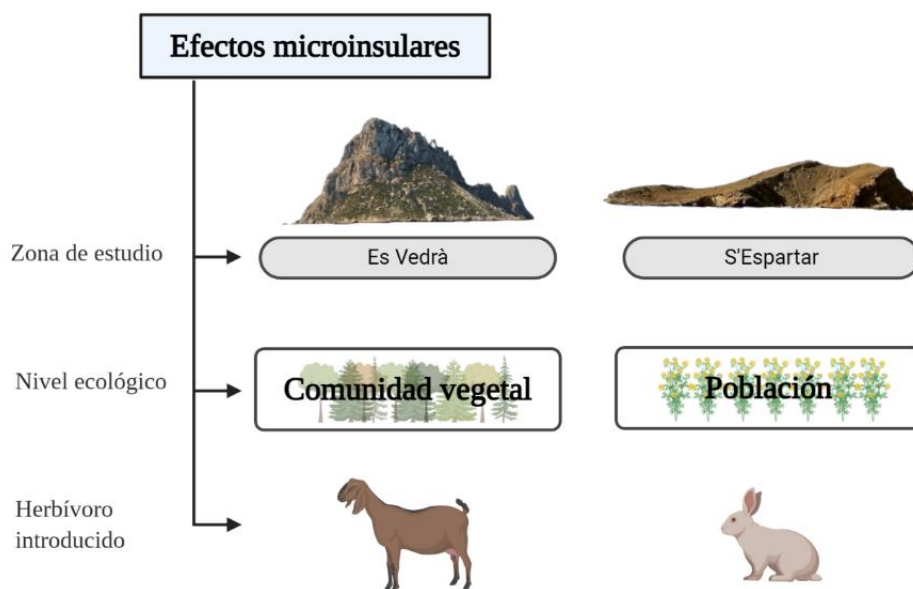 Efectos microinsulares
Zona de estudio
Es Vedrà
S'Espartar
Nivel ecológico
Comunidad vegetal
Población
Herbívoro
introducido